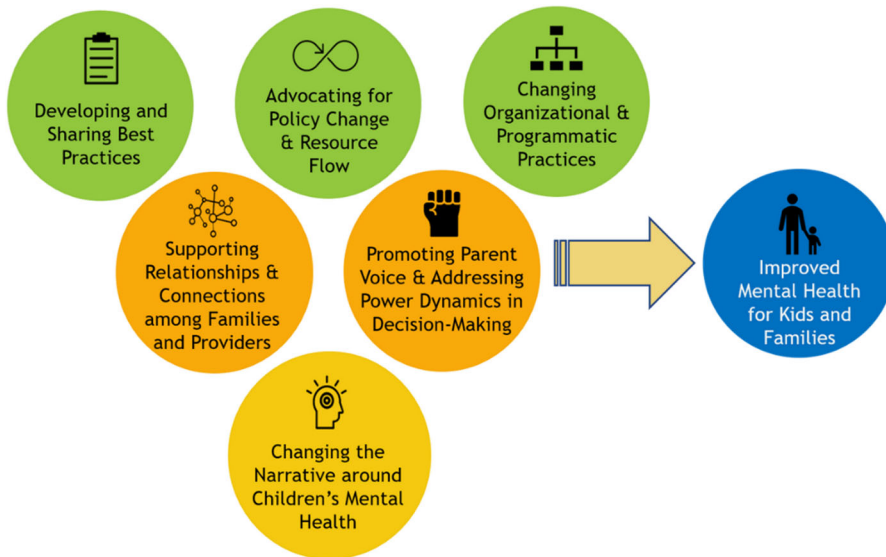 Developing and
Sharing Best
Practices
Advocating for
Policy Change
& Resource
Flow
Changing
Organizational &
Programmatic
Practices
Supporting
Relationships &
Connections
among Families
and Providers
Promoting Parent
Voice & Addressing
Power Dynamics in
Decision-Making
Improved
Mental Health
for Kids and
Families
Changing the
Narrative around
Children's Mental
Health